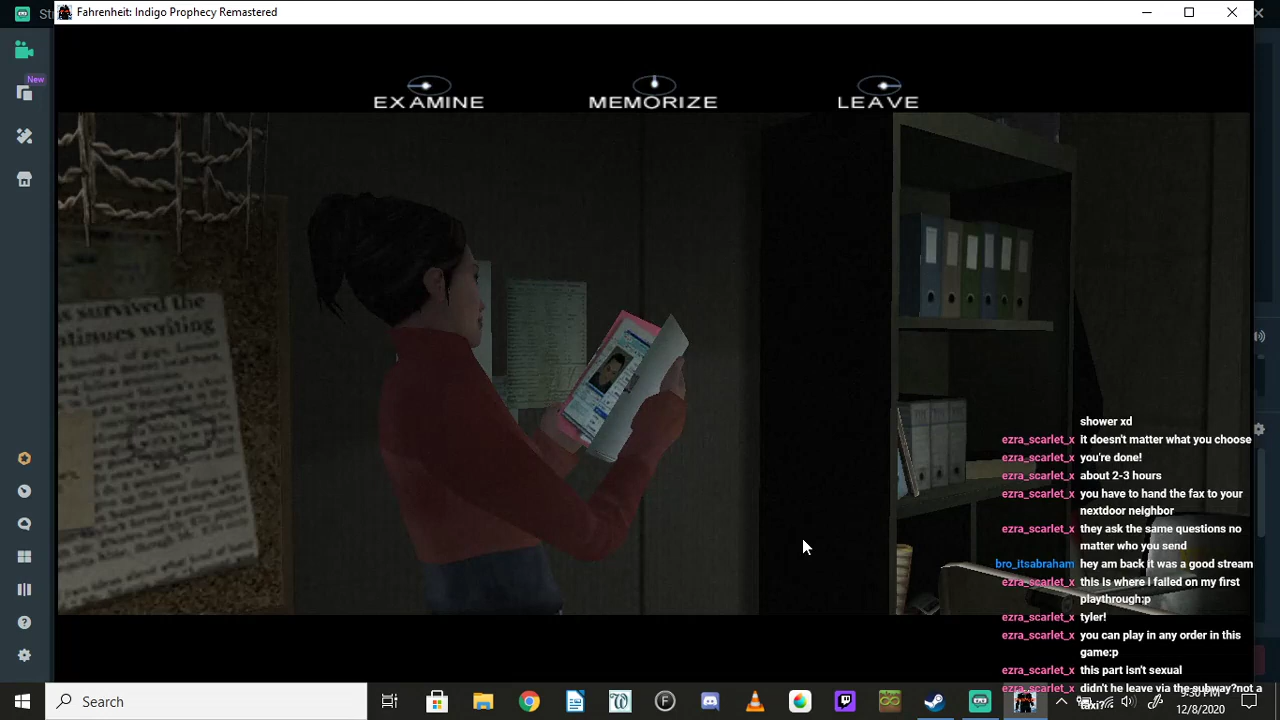 Fahrenheit: Indigo Prophecy Remastered
New
EXAMINE MEMORIZE LEAVE
as survived the
ntinues writing
shower xd
ezra_scarlet_x it doesn't matter what you choose
ezra_scarlet_x you're done!
ezra_scarlet_x about 2-3 hours
ezra_scarlet_x you have to hand the fax to your
nextdoor neighbor
ezra_scarlet_x they ask the same questions no
matter who you send
bro_itsabraham hey am back it was a good stream
ezra_scarlet_x this is where i failed on my first
playthrough:p
ezra_scarlet_x tyler!
ezra_scarlet_x you can play in any order in this
game:p
ezra_scarlet_x this part isn't sexual
ezra_scarlet_x didn't he leave via the subway?not a
Search
12/8/2020